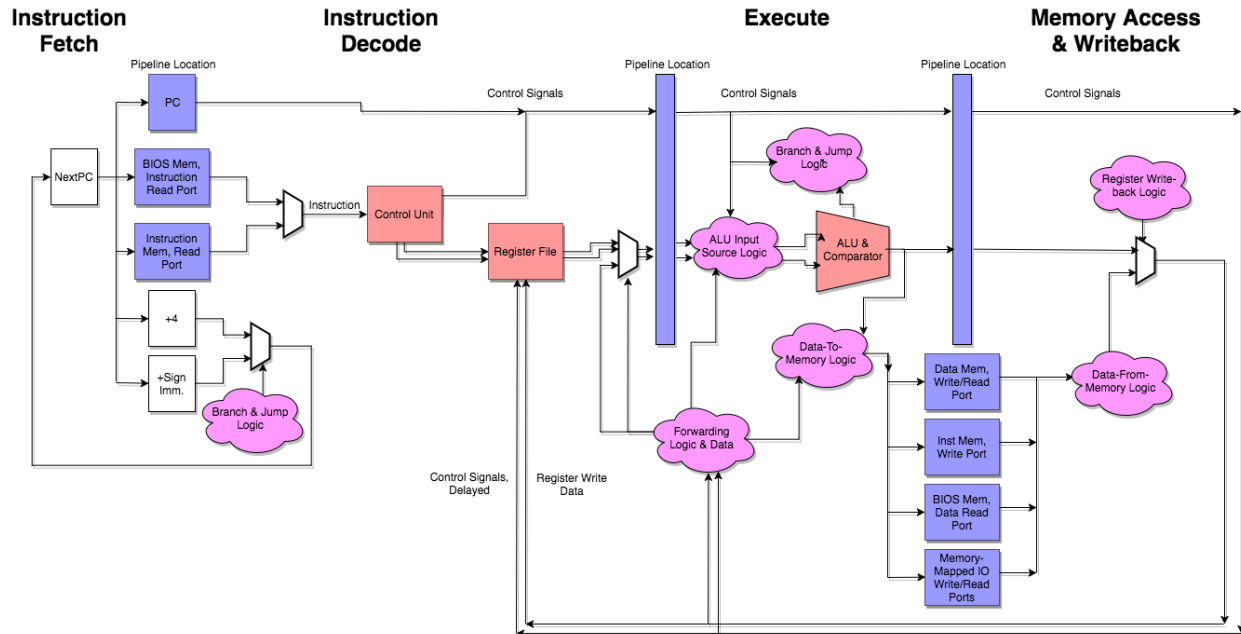 Instruction
Fetch
Instruction
Decode
Execute
Memory Access
& Writeback
Pipeline Location
Pipeline Location
Pipeline Location
PC
Control Signals
Control Signals
Control Signals
NextPC
BIOS Mem,
Instruction
Read Port
Instruction
Mem, Read
Port
Instruction
Control Unit
Register File
Branch & Jump
Logic
ALU Input
Source Logic
ALU &
Comparator
Register Write-
back Logic
+4
+Sign
Imm.
Branch & Jump
Logic
Data-To-
Memory Logic
Forwarding
Logic & Data
Data Mem,
Write/Read
Port
Inst Mem,
Write Port
BIOS Mem,
Data Read
Port
Memory-
Mapped IO
Write/Read
Ports
Data-From-
Memory Logic
Control Signals,
Delayed
Register Write
Data